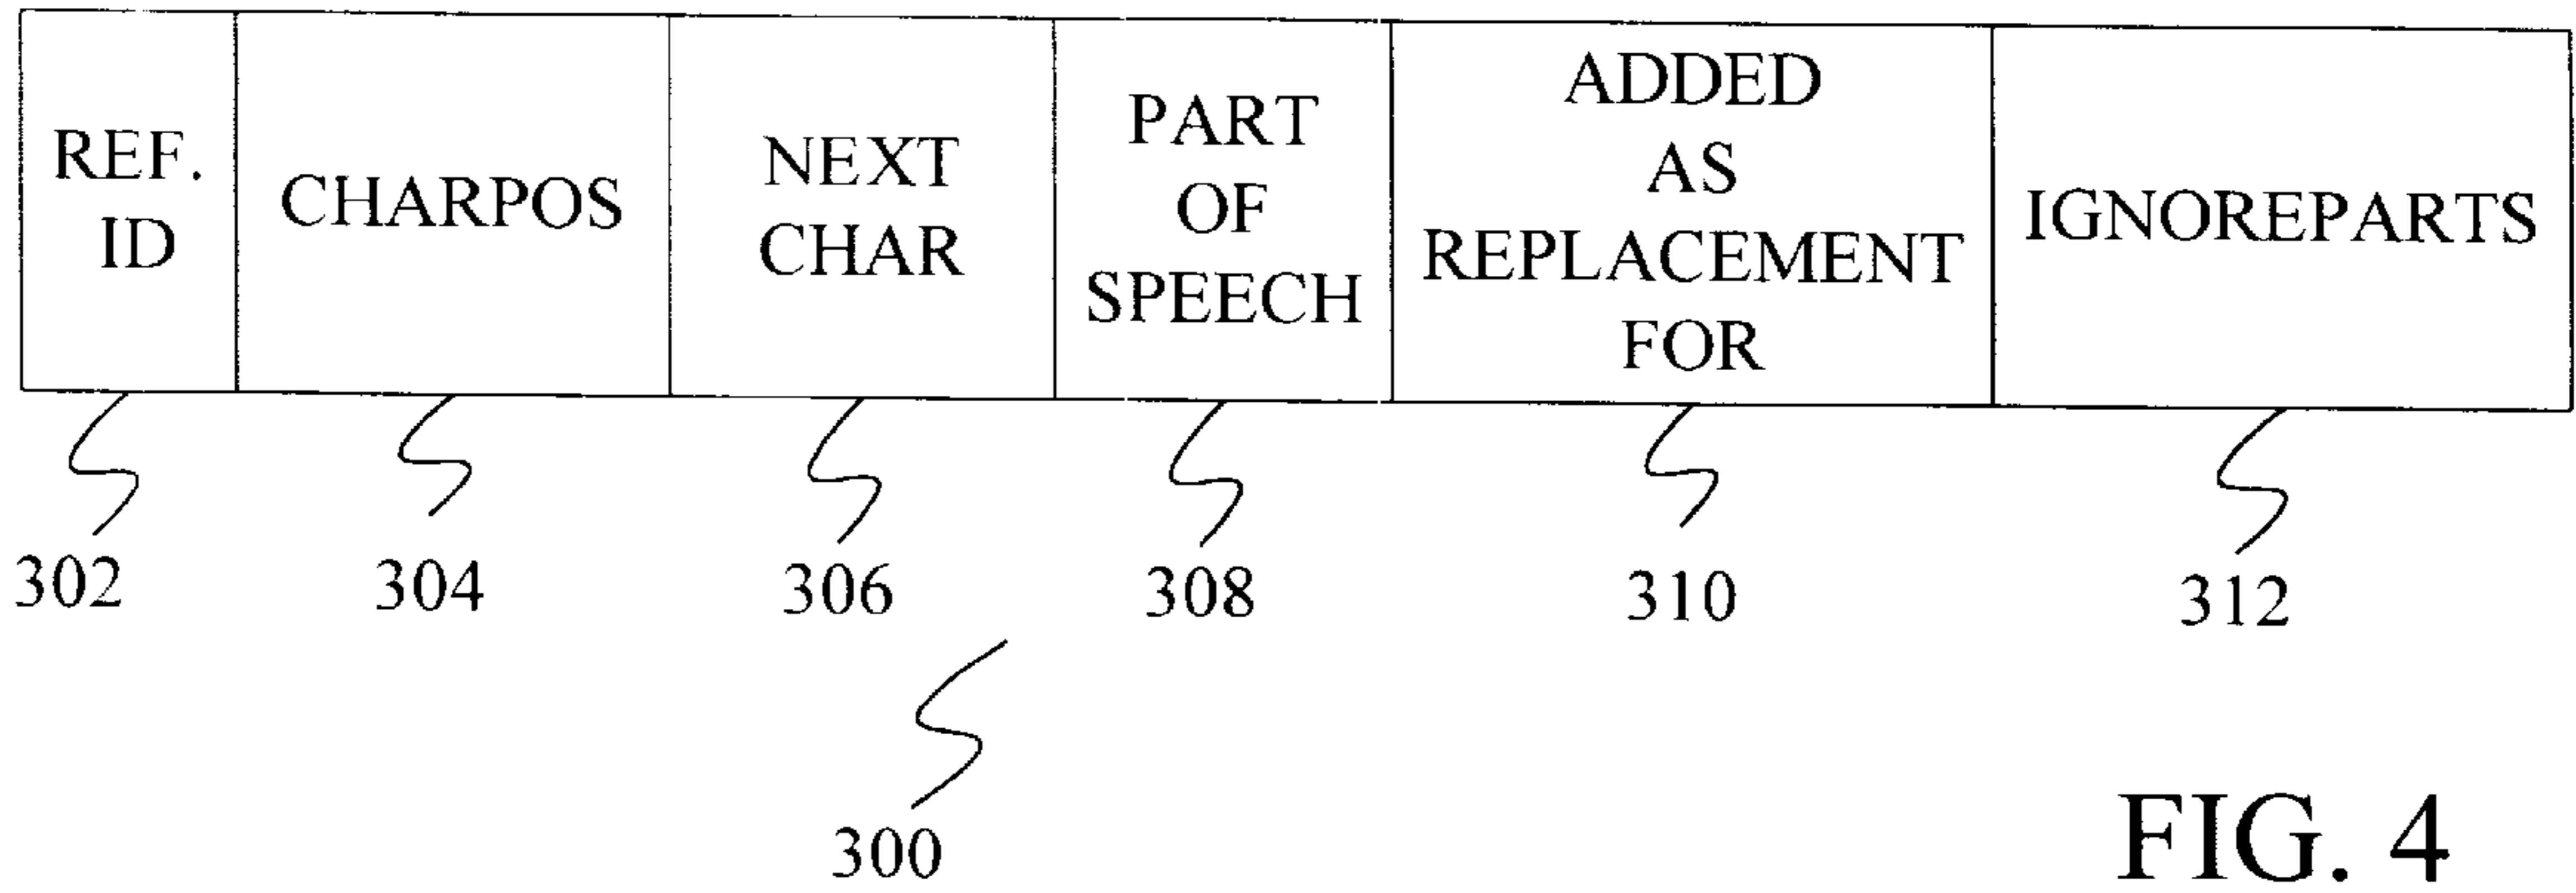 REF.
ID
CHARPOS
NEXT
CHAR
PART
OF
SPEECH
ADDED
AS
REPLACEMENT
FOR
IGNOREPARTS
302
304
306
308
310
312
300
FIG. 4